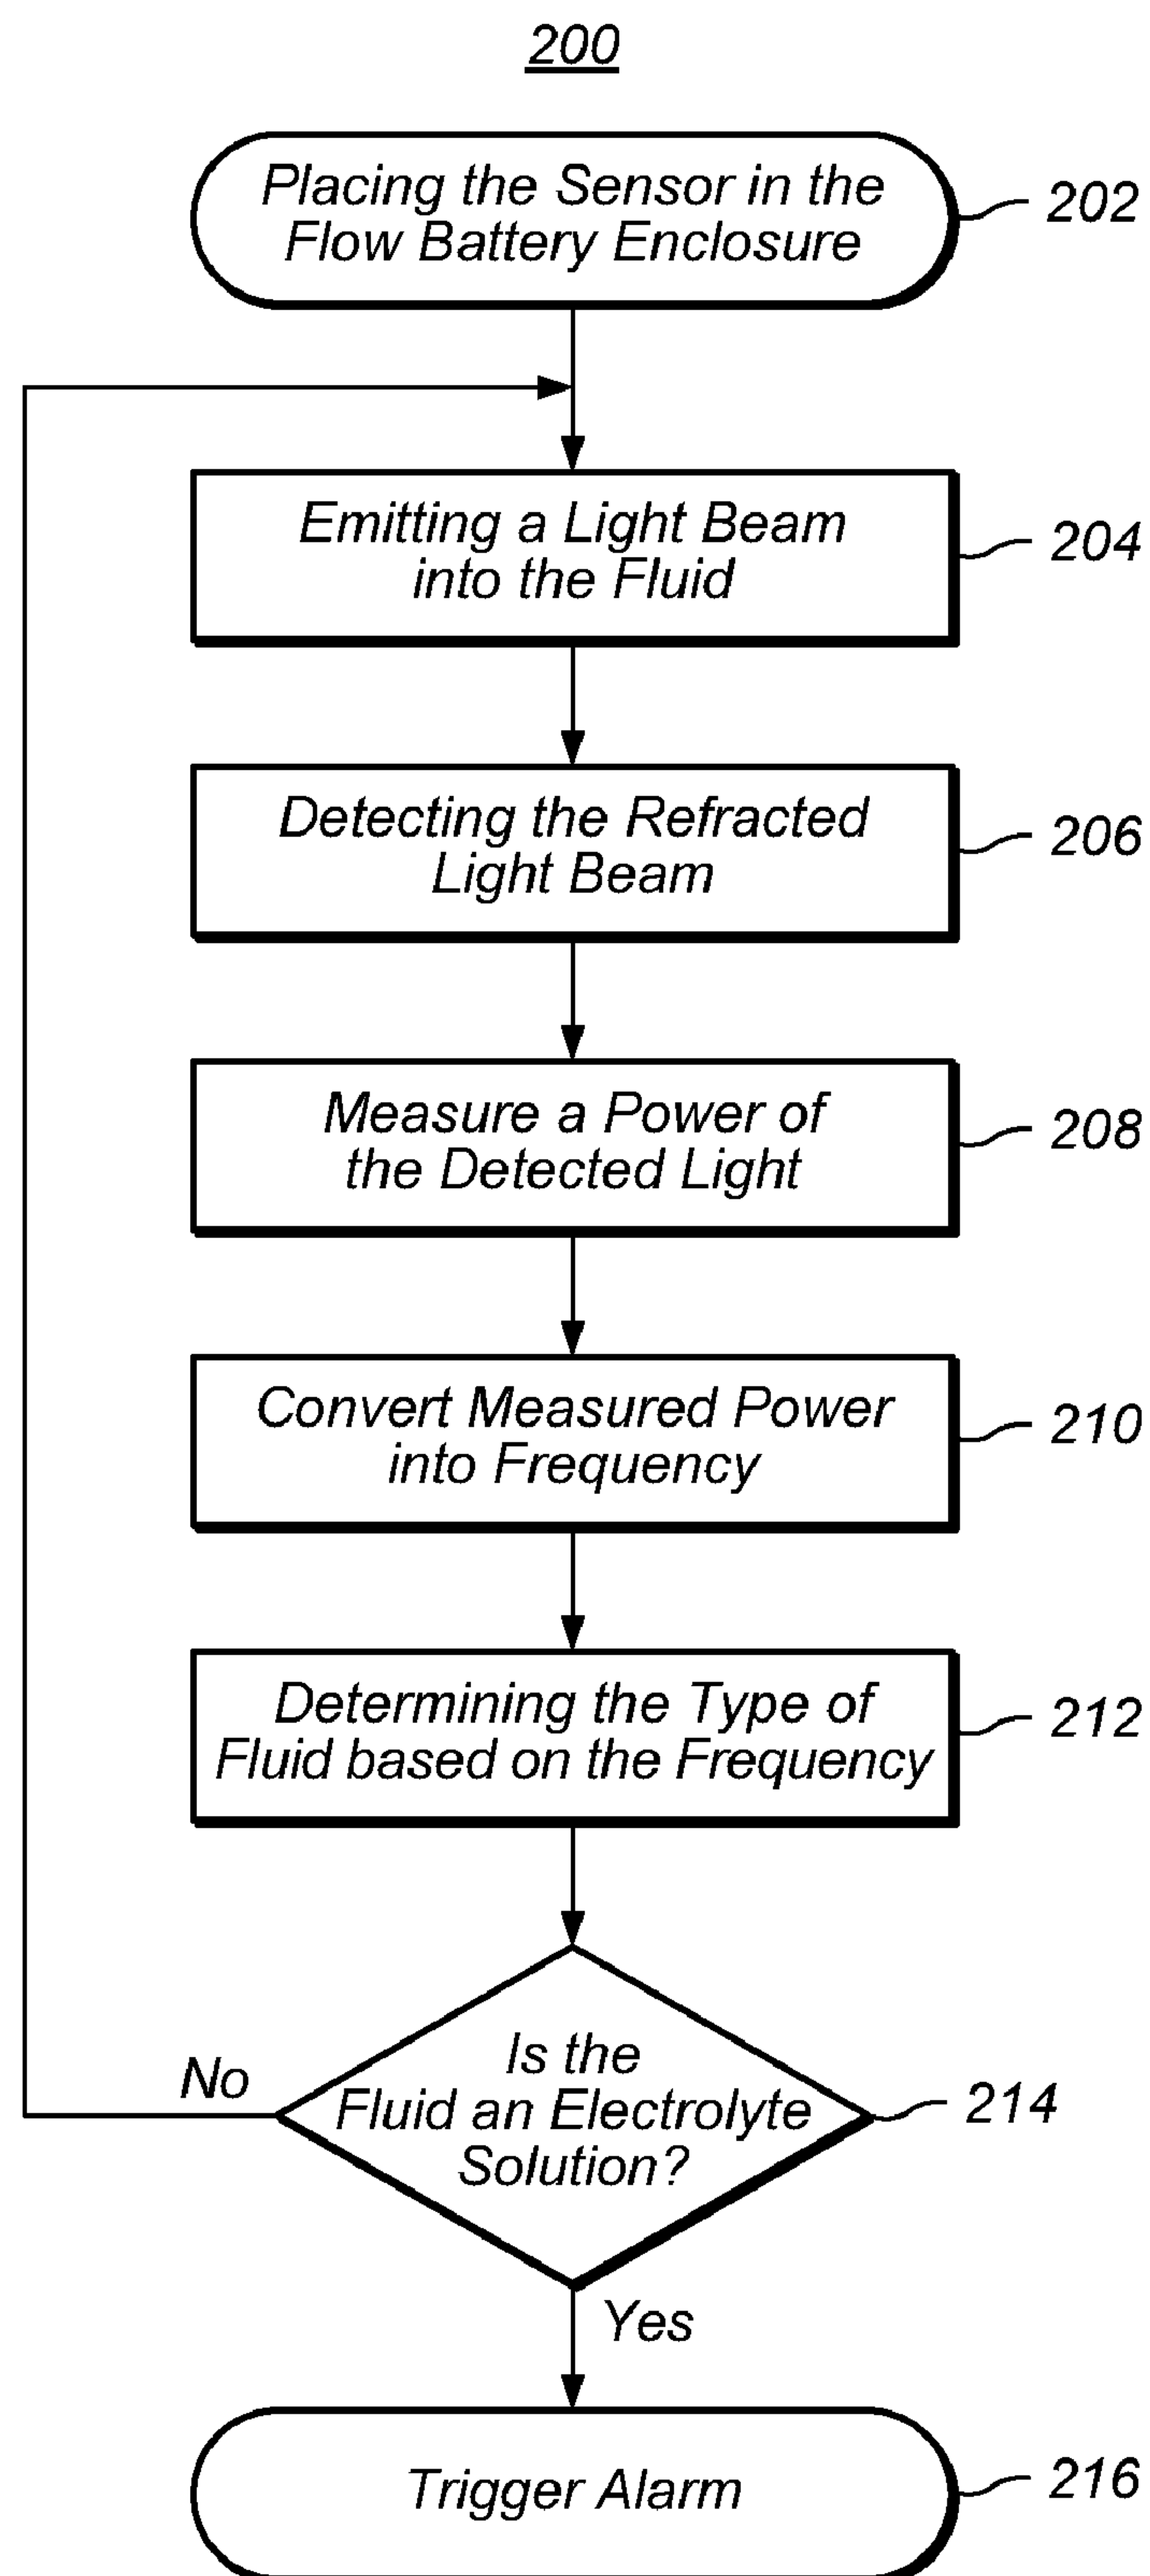 200
Placing the Sensor in the
Flow Battery Enclosure
202
Emitting a Light Beam
into the Fluid
204
Detecting the Refracted
Light Beam
206
Measure a Power of
the Detected Light
208
Convert Measured Power
into Frequency
210
Determining the Type of
Fluid based on the Frequency
212
Is the
Fluid an Electrolyte
Solution?
214
No
Yes
Trigger Alarm
216